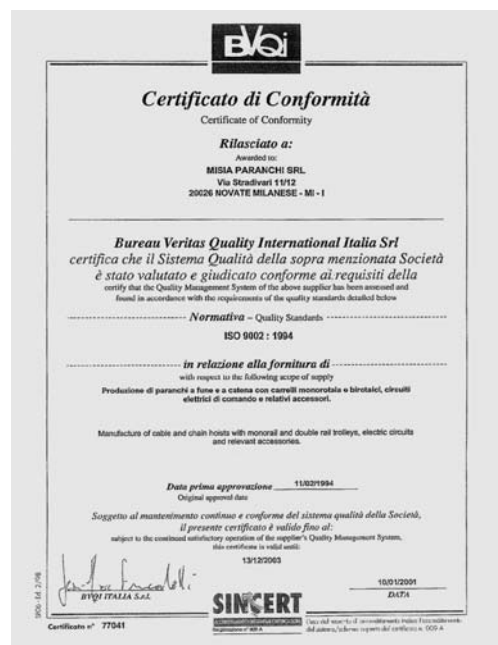 BVQi
Certificato di Conformità
Certificate of Conformity
Rilasciato a:
Awarded to:
MISIA PARANCHI SRL
Via Stradivari 11/12
20026 NOVATE MILANESE - MI - I
Bureau Veritas Quality International Italia Srl
certifica che il Sistema Qualità della sopra menzionata Società
è stato valutato e giudicato conforme ai requisiti della
certify that the Quality Management System of the above supplier has been assessed and
found in accordance with the requirements of the quality standards detailed below
Normativa – Quality Standards
ISO 9002 : 1994
in relazione alla fornitura di
with respect to the following scope of supply
Produzione di paranchi a fune e a catena con carrelli monorotaia e birotaici, circuiti
elettrici di comando e relativi accessori.
Manufacture of cable and chain hoists with monorail and double rail trolleys, electric circuits
and relevant accessories.
Data prima approvazione 11/02/1994
Original approved date
Soggetto al mantenimento continuo e conforme del sistema qualità della Società,
il presente certificato è valido fino al:
subject to the continued satisfactory operation of the supplier's Quality Management System,
this certificate is valid until:
13/12/2003
10/01/2001
BVQI ITALIA S.r.l.
DATA
SINCERT
Certificato n° 77041